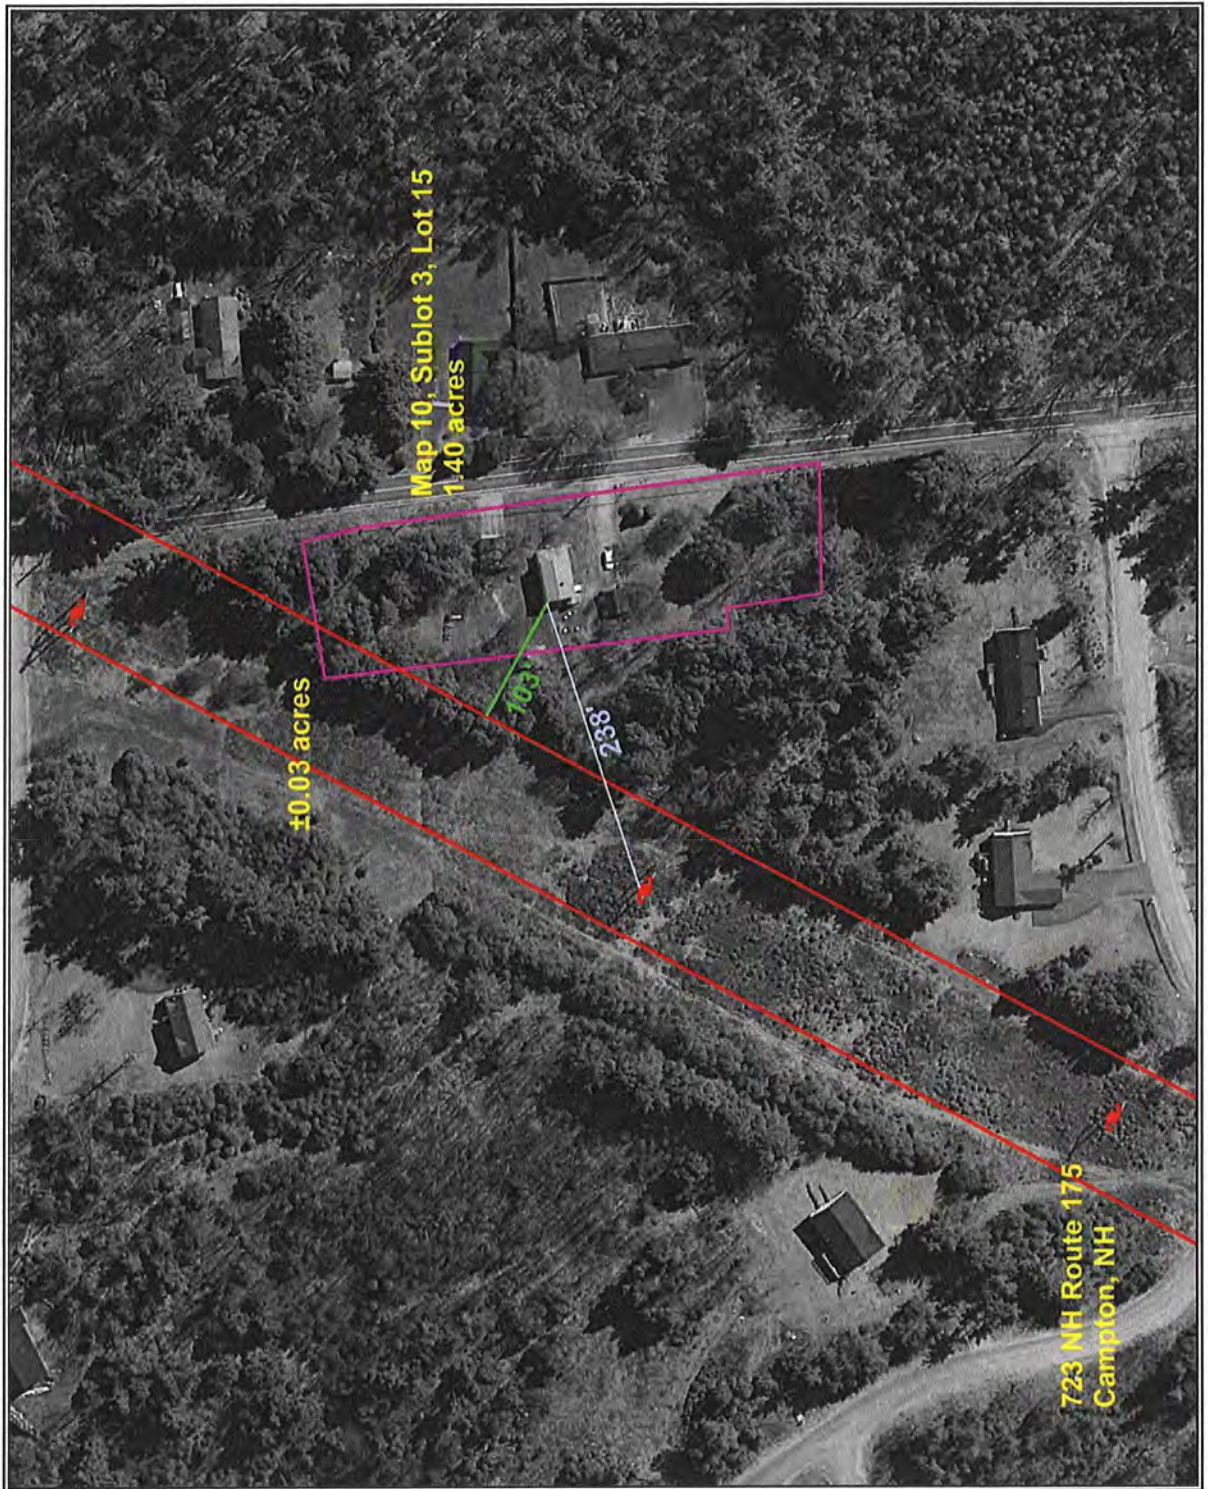 Map 10, Sublot 3, Lot 15
1.40 acres
±0.03 acres
103'
238'
723 NH Route 175
Campton, NH